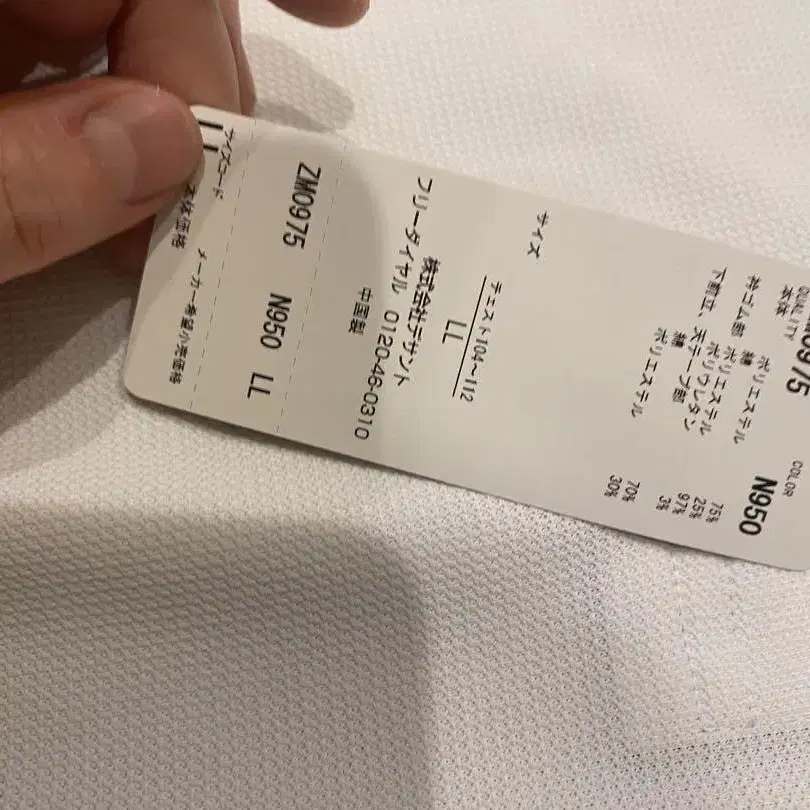 M0975
COLOR
N950
QUALITY
本体 ポリエステル 75%
綿 25%
衿ゴム部 ポリエステル 97%
ポリウレタン 3%
下前立、天テープ部
綿 70%
ポリエステル 30%
サイズ
チェスト104~112
LL
株式会社デサント
フリーダイヤル 0120-46-0310
中国製
ZM0975 N950 LL
サイズコード
LL
本体価格
メーカー希望小売価格